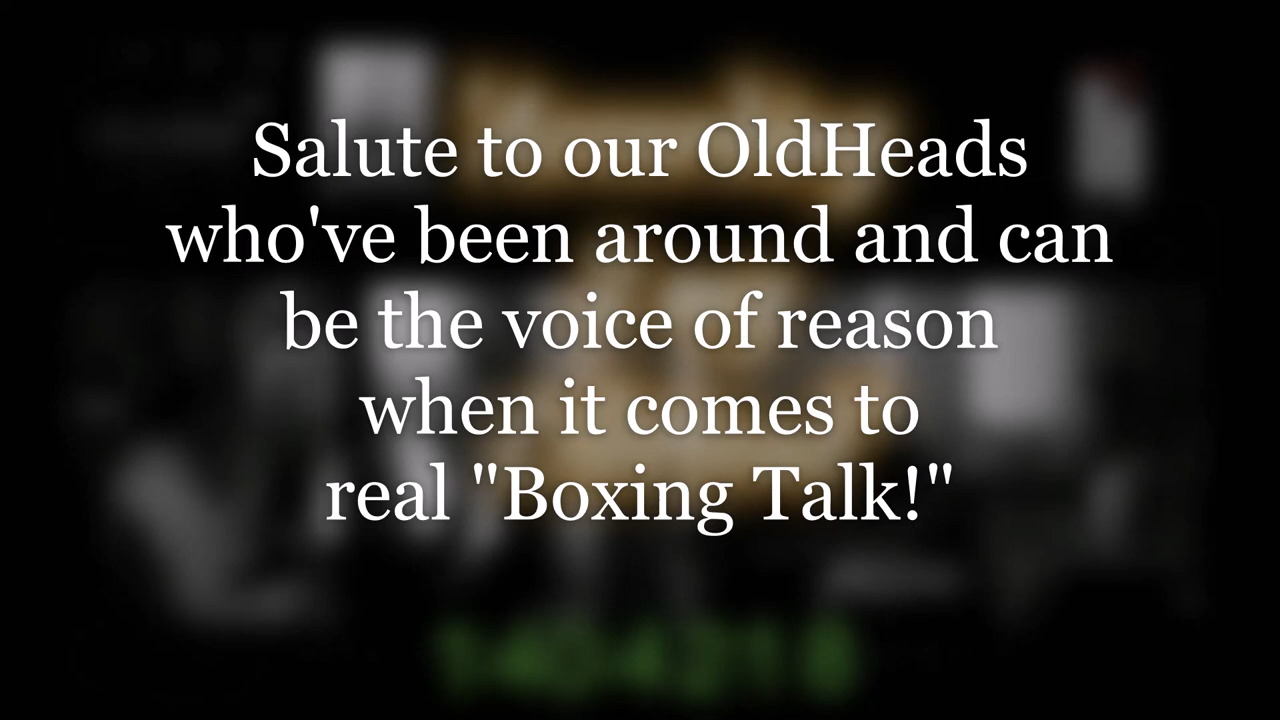 Salute to our OldHeads
who've been around and can
be the voice of reason
when it comes to
real "Boxing Talk!"